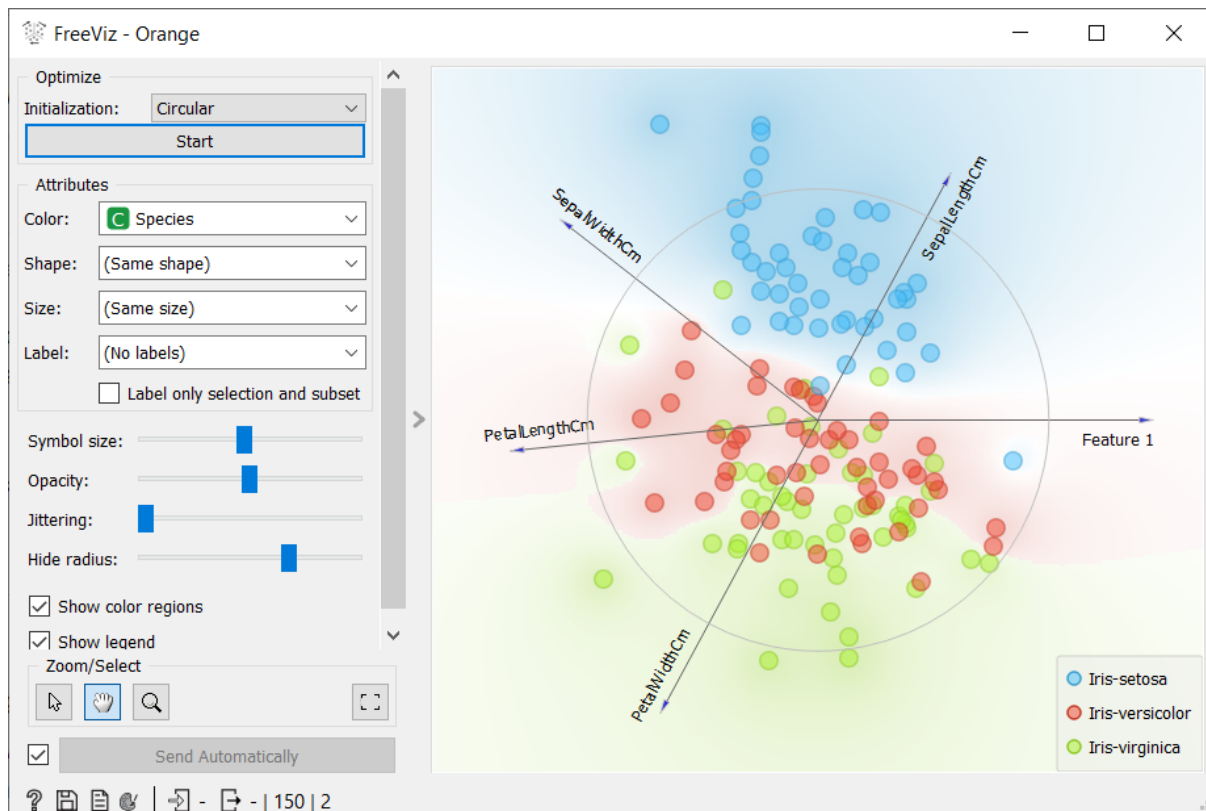 FreeViz - Orange
Optimize
Initialization: Circular
Start
Attributes
Color: C Species
Shape: (Same shape)
Size: (Same size)
Label: (No labels)
Label only selection and subset
Symbol size:
Opacity:
Jittering:
Hide radius:
Show color regions
Show legend
Zoom/Select
Send Automatically
? - - | 150 | 2
SepalWidthCm
SepalLengthCm
PetalLengthCm
Feature 1
PetalWidthCm
Iris-setosa
Iris-versicolor
Iris-virginica